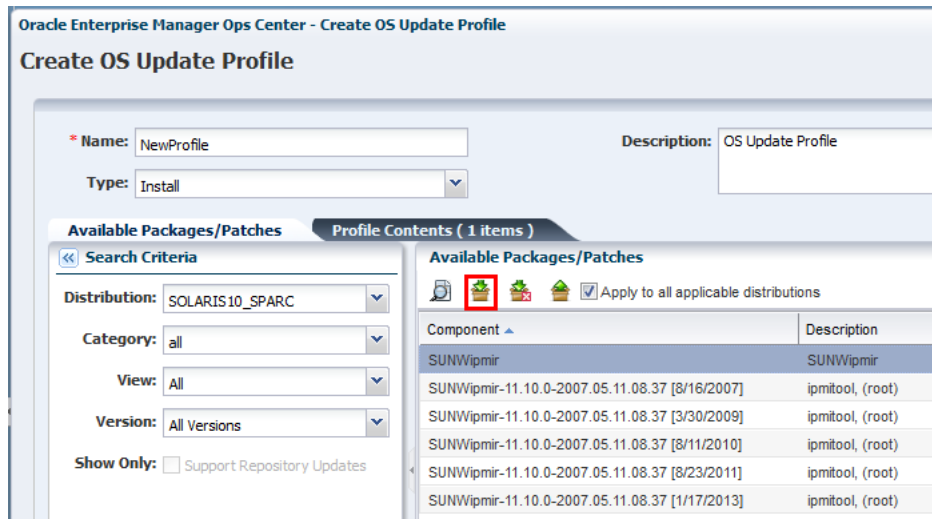 Oracle Enterprise Manager Ops Center - Create OS Update Profile
Create OS Update Profile
* Name: NewProfile
Description: OS Update Profile
Type: Install
Available Packages/Patches
Profile Contents ( 1 items )
Search Criteria
Available Packages/Patches
Distribution: SOLARIS10_SPARC
Apply to all applicable distributions
Category: all
View: All
Version: All Versions
Show Only: Support Repository Updates
Component Description
SUNWipmir SUNWipmir
SUNWipmir-11.10.0-2007.05.11.08.37 [8/16/2007] ipmitool, (root)
SUNWipmir-11.10.0-2007.05.11.08.37 [3/30/2009] ipmitool, (root)
SUNWipmir-11.10.0-2007.05.11.08.37 [8/11/2010] ipmitool, (root)
SUNWipmir-11.10.0-2007.05.11.08.37 [8/23/2011] ipmitool, (root)
SUNWipmir-11.10.0-2007.05.11.08.37 [1/17/2013] ipmitool, (root)